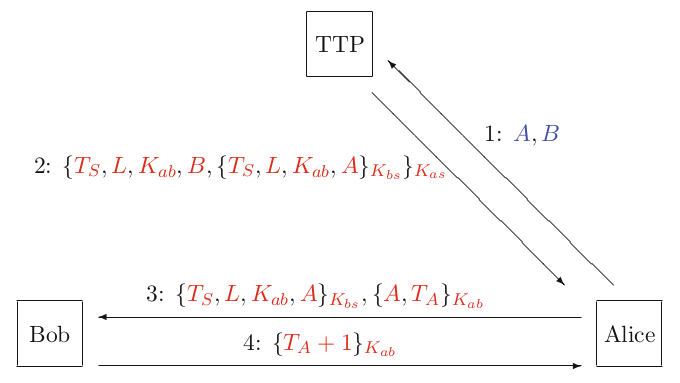 TTP
1: A, B
2: {T_S, L, K_{ab}, B, {T_S, L, K_{ab}, A}_{K_{bs}}}_{K_{as}}
3: {T_S, L, K_{ab}, A}_{K_{bs}}, {A, T_A}_{K_{ab}}
Bob
Alice
4: {T_A + 1}_{K_{ab}}